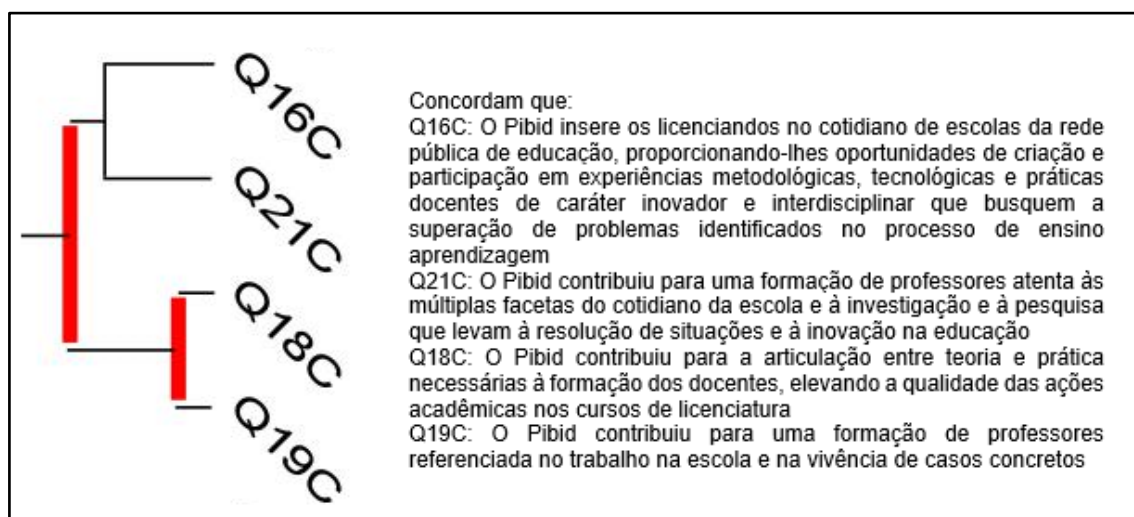 Q16C
Q21C
Q18C
Q19C
Concordam que:
Q16C: O Pibid insere os licenciandos no cotidiano de escolas da rede
pública de educação, proporcionando-lhes oportunidades de criação e
participação em experiências metodológicas, tecnológicas e práticas
docentes de caráter inovador e interdisciplinar que busquem a
superação de problemas identificados no processo de ensino
aprendizagem
Q21C: O Pibid contribuiu para uma formação de professores atenta às
múltiplas facetas do cotidiano da escola e à investigação e à pesquisa
que levam à resolução de situações e à inovação na educação
Q18C: O Pibid contribuiu para a articulação entre teoria e prática
necessárias à formação dos docentes, elevando a qualidade das ações
acadêmicas nos cursos de licenciatura
Q19C: O Pibid contribuiu para uma formação de professores
referenciada no trabalho na escola e na vivência de casos concretos